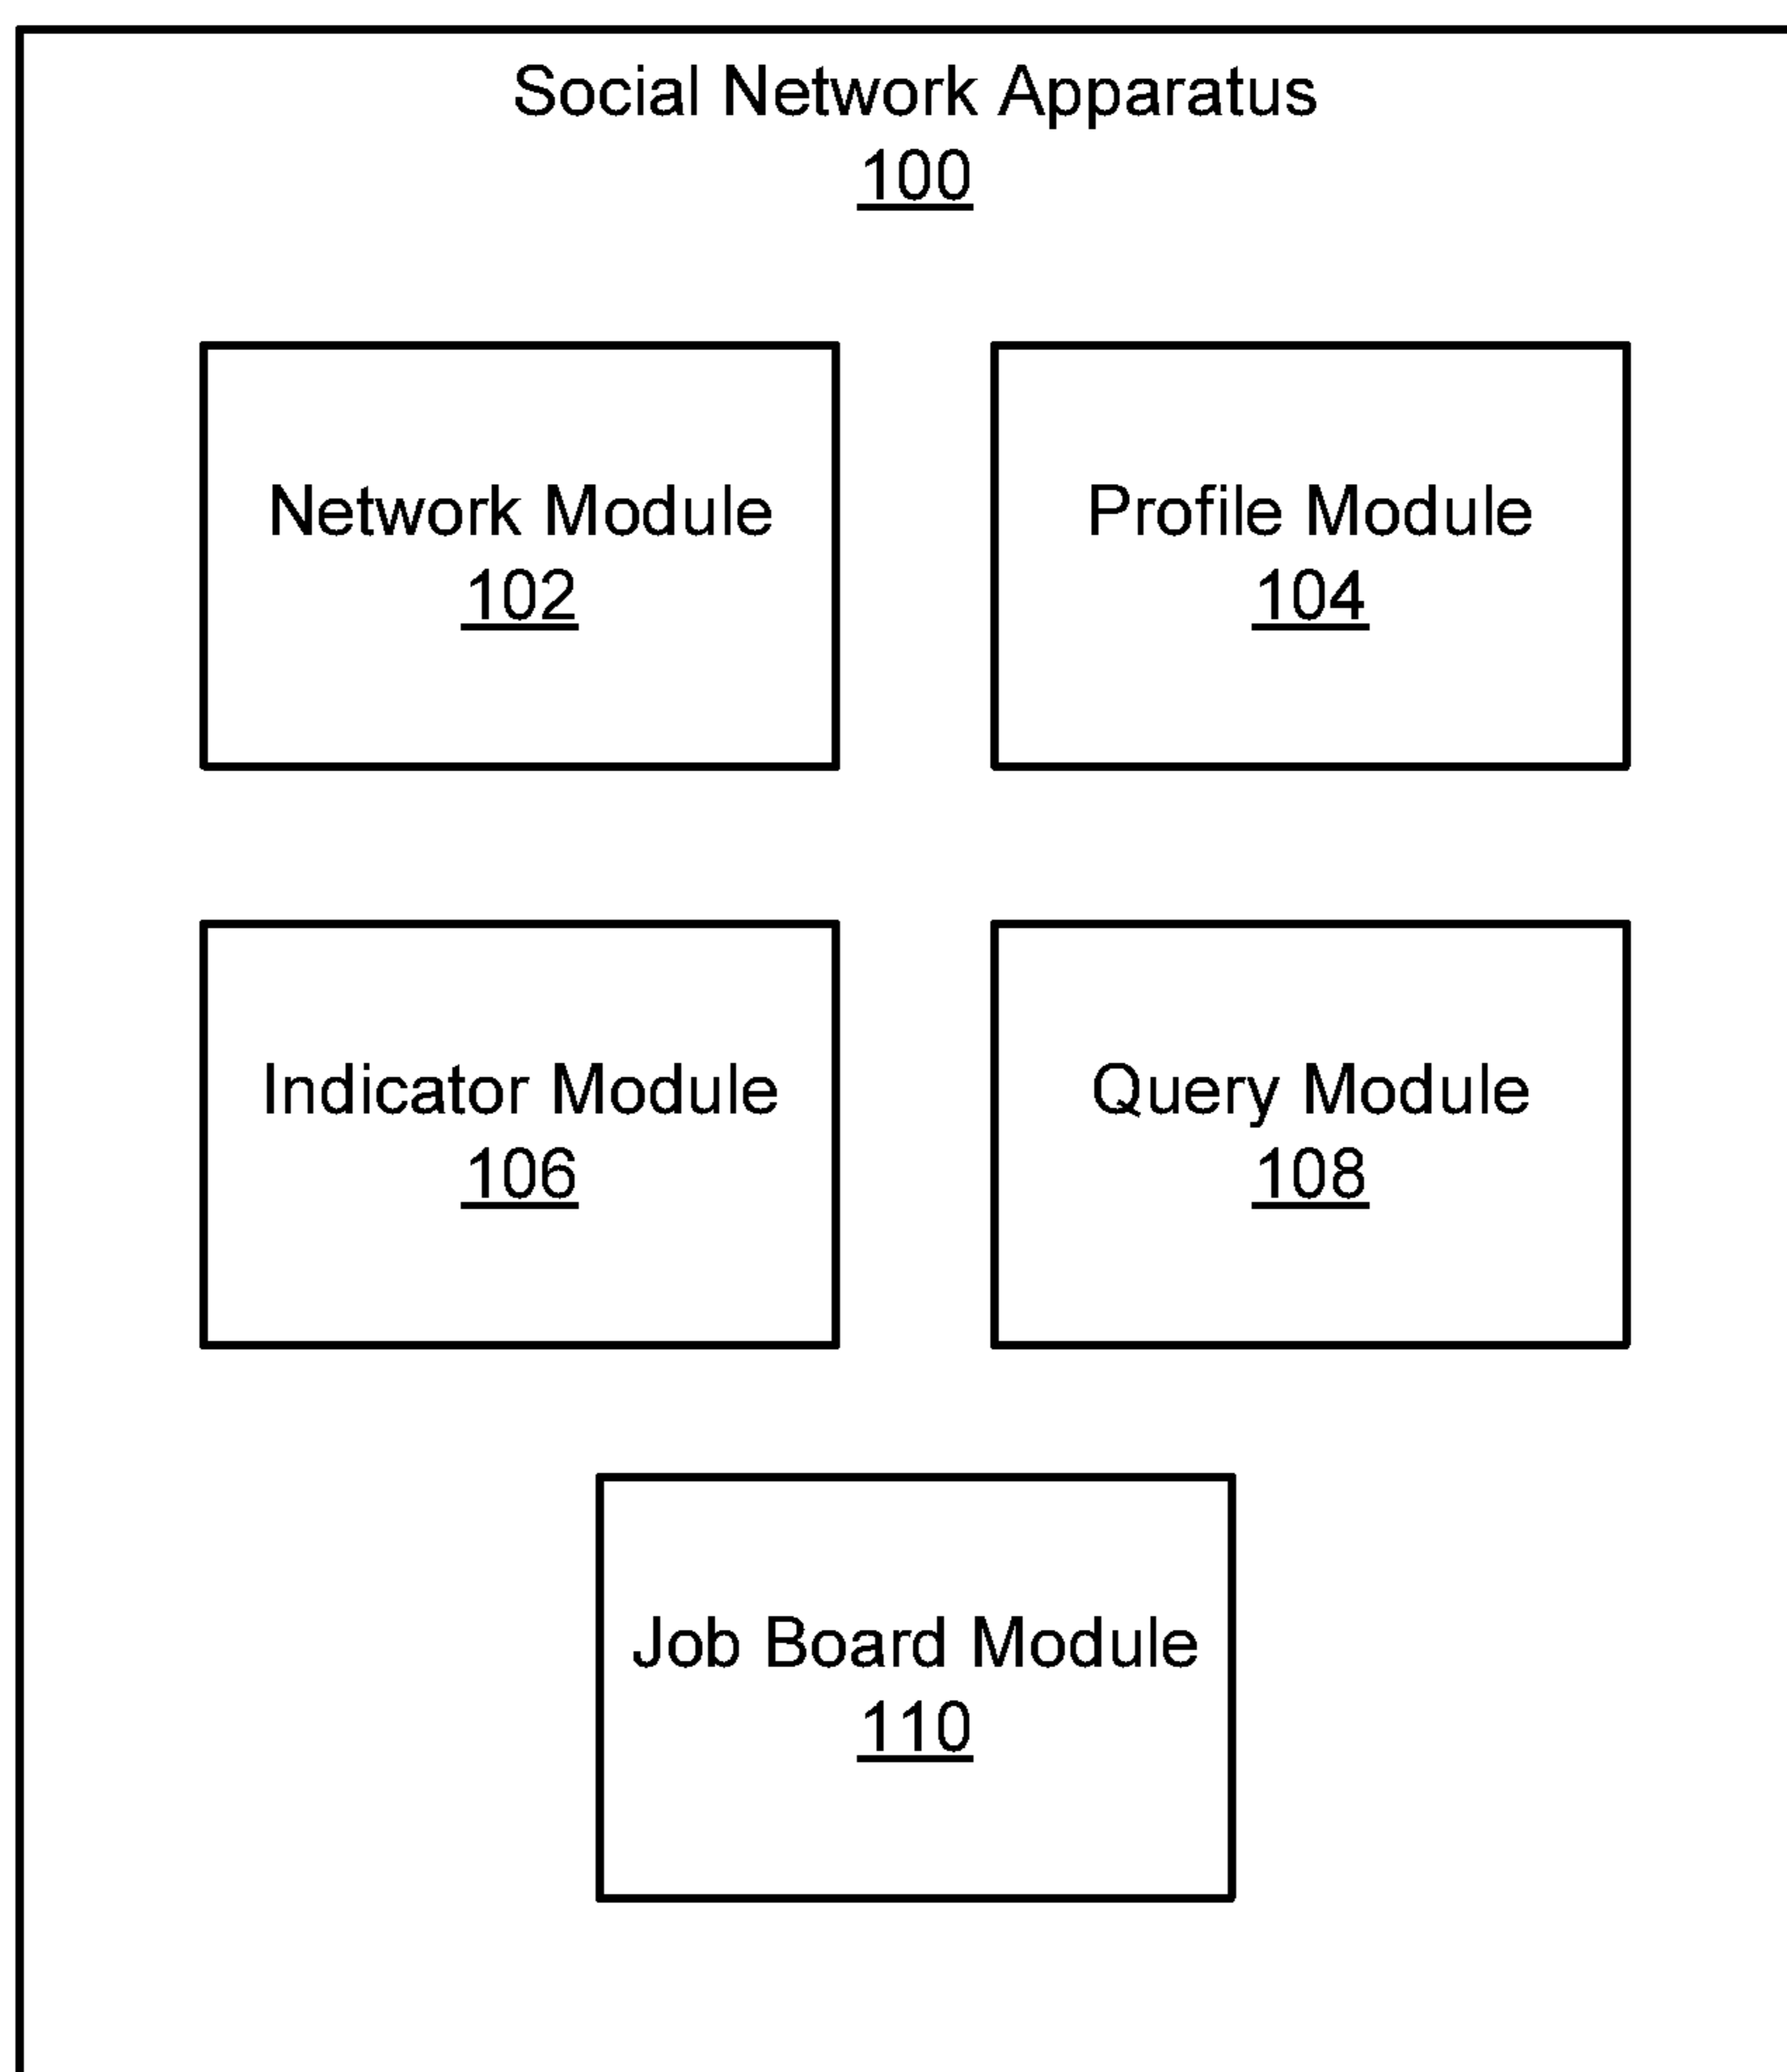 Social Network Apparatus
100
Network Module
102
Profile Module
104
Indicator Module
106
Query Module
108
Job Board Module
110